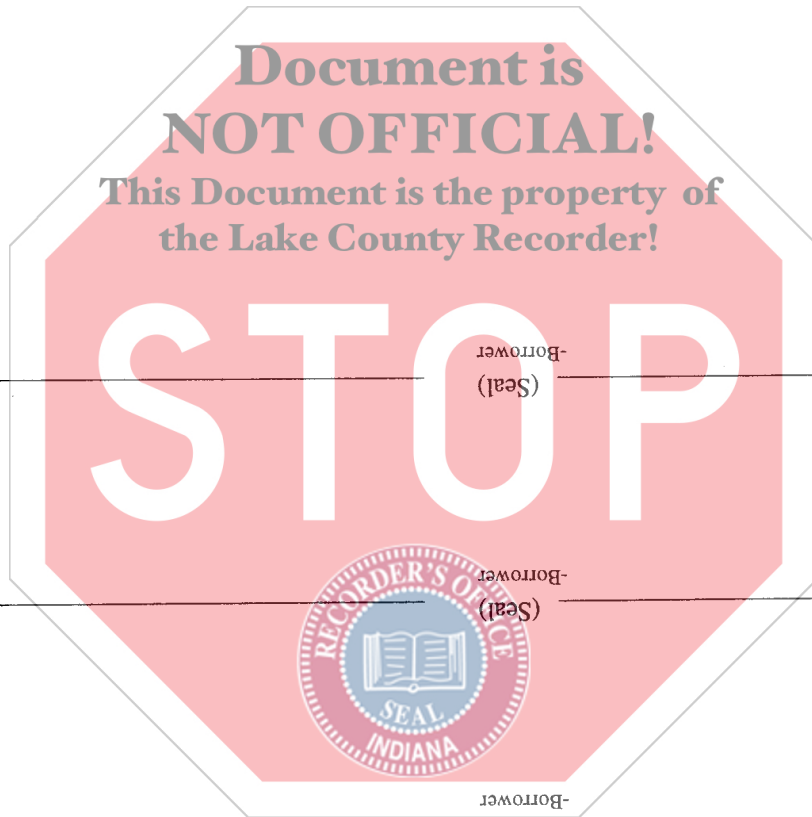 Document is
NOT OFFICIAL!
This Document is the property of
the Lake County Recorder!
STOP
-Borrower
(Seal)
-Borrower
(Seal)
RECORDER'S OFFICE
SEAL
INDIANA
-Borrower